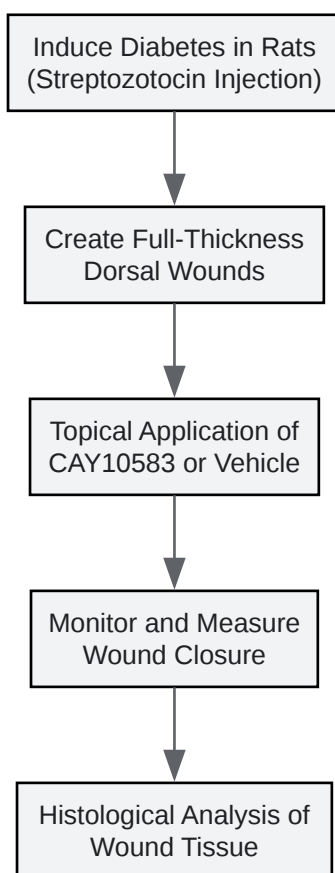 Induce Diabetes in Rats
(Streptozotocin Injection)
Create Full-Thickness
Dorsal Wounds
Topical Application of
CAY10583 or Vehicle
Monitor and Measure
Wound Closure
Histological Analysis of
Wound Tissue